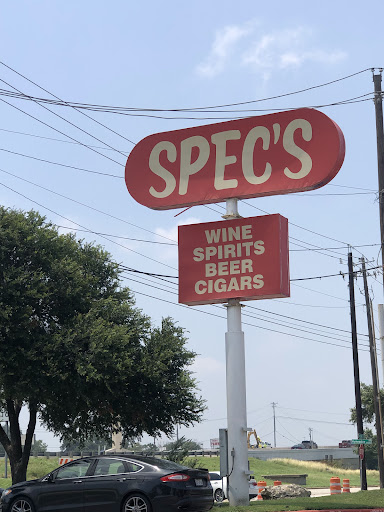 SPEC'S
WINE
SPIRITS
BEER
CIGARS